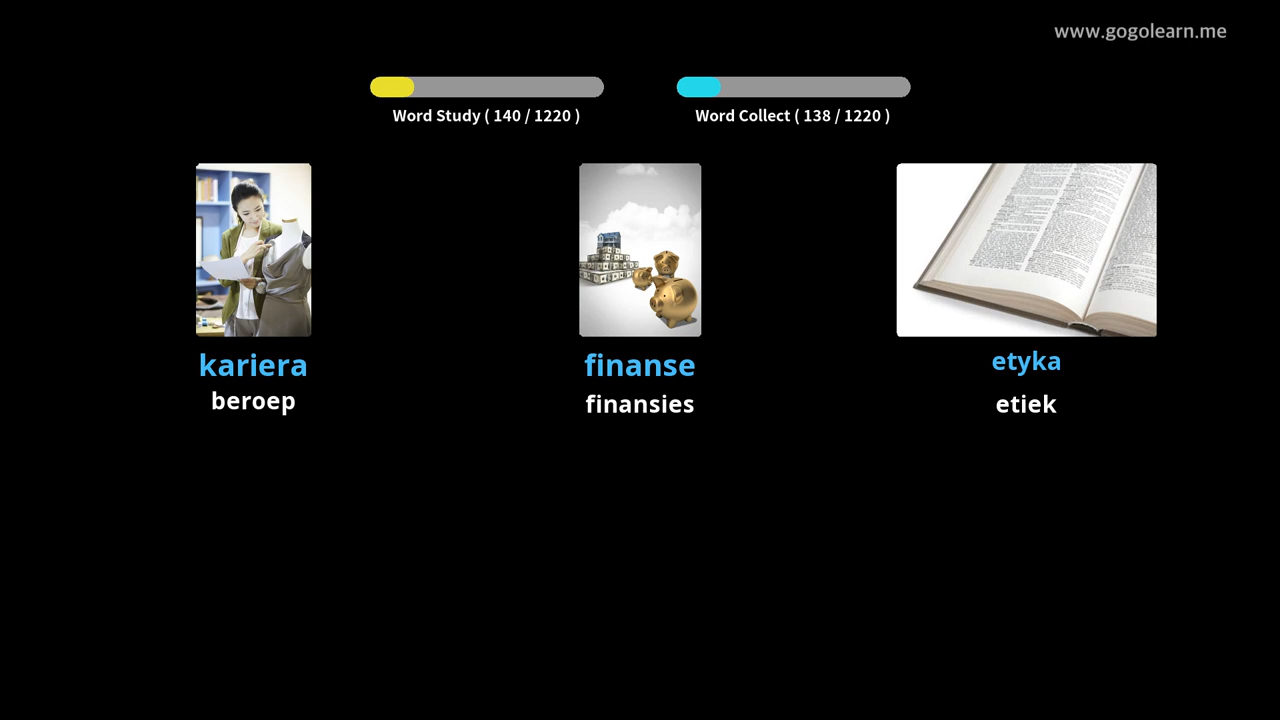 www.gogolearn.me
Word Study ( 140 / 1220 )
Word Collect ( 138 / 1220 )
kariera
beroep
finanse
finansies
etyka
etiek